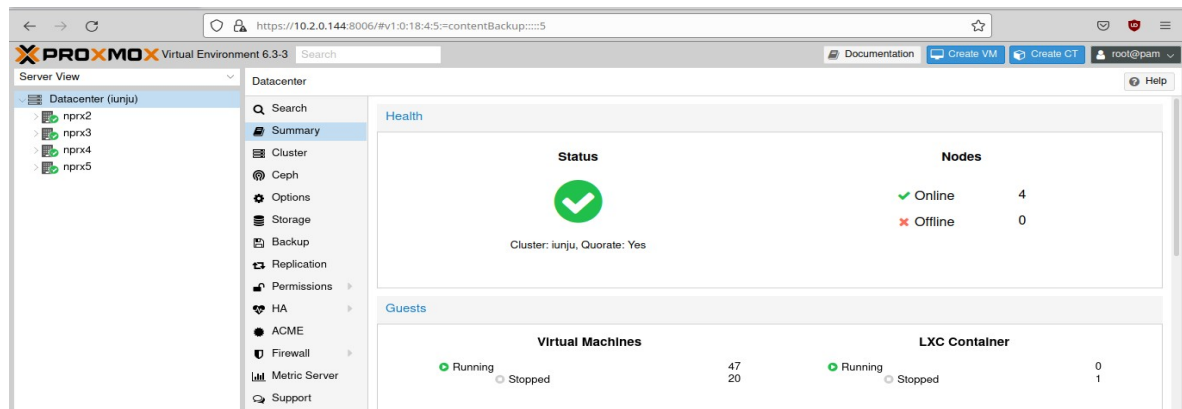 https://10.2.0.144:8006/#v1:0:18:4:5:=contentBackup:::::5
PROXMOX Virtual Environment 6.3-3 Search Documentation Create VM Create CT root@pam
Server View
Datacenter (iunju)
nprx2
nprx3
nprx4
nprx5
Datacenter Help
Search
Summary
Cluster
Ceph
Options
Storage
Backup
Replication
Permissions
HA
ACME
Firewall
Metric Server
Support
Health
Status
Cluster: iunju, Quorate: Yes
Nodes
Online 4
Offline 0
Guests
Virtual Machines
Running 47
Stopped 20
LXC Container
Running 0
Stopped 1